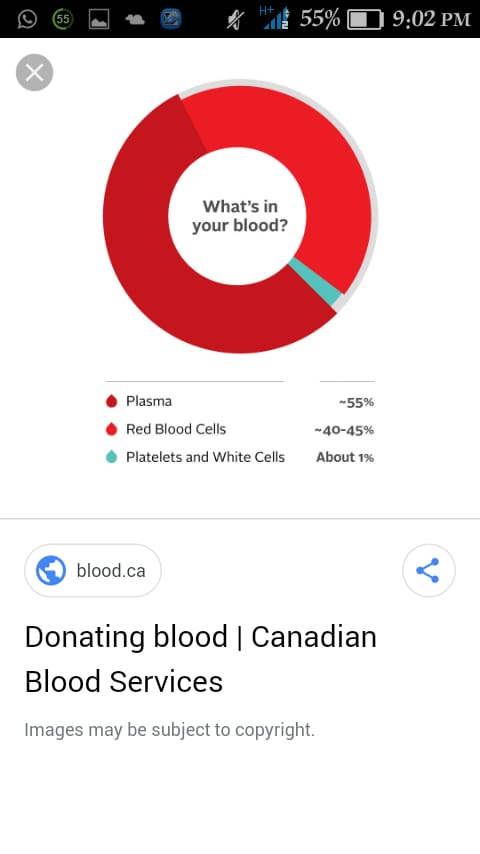 55
H+
2
55%
9:02 PM
What's in
your blood?
Plasma ~55%
Red Blood Cells ~40-45%
Platelets and White Cells About 1%
blood.ca
Donating blood | Canadian
Blood Services
Images may be subject to copyright.